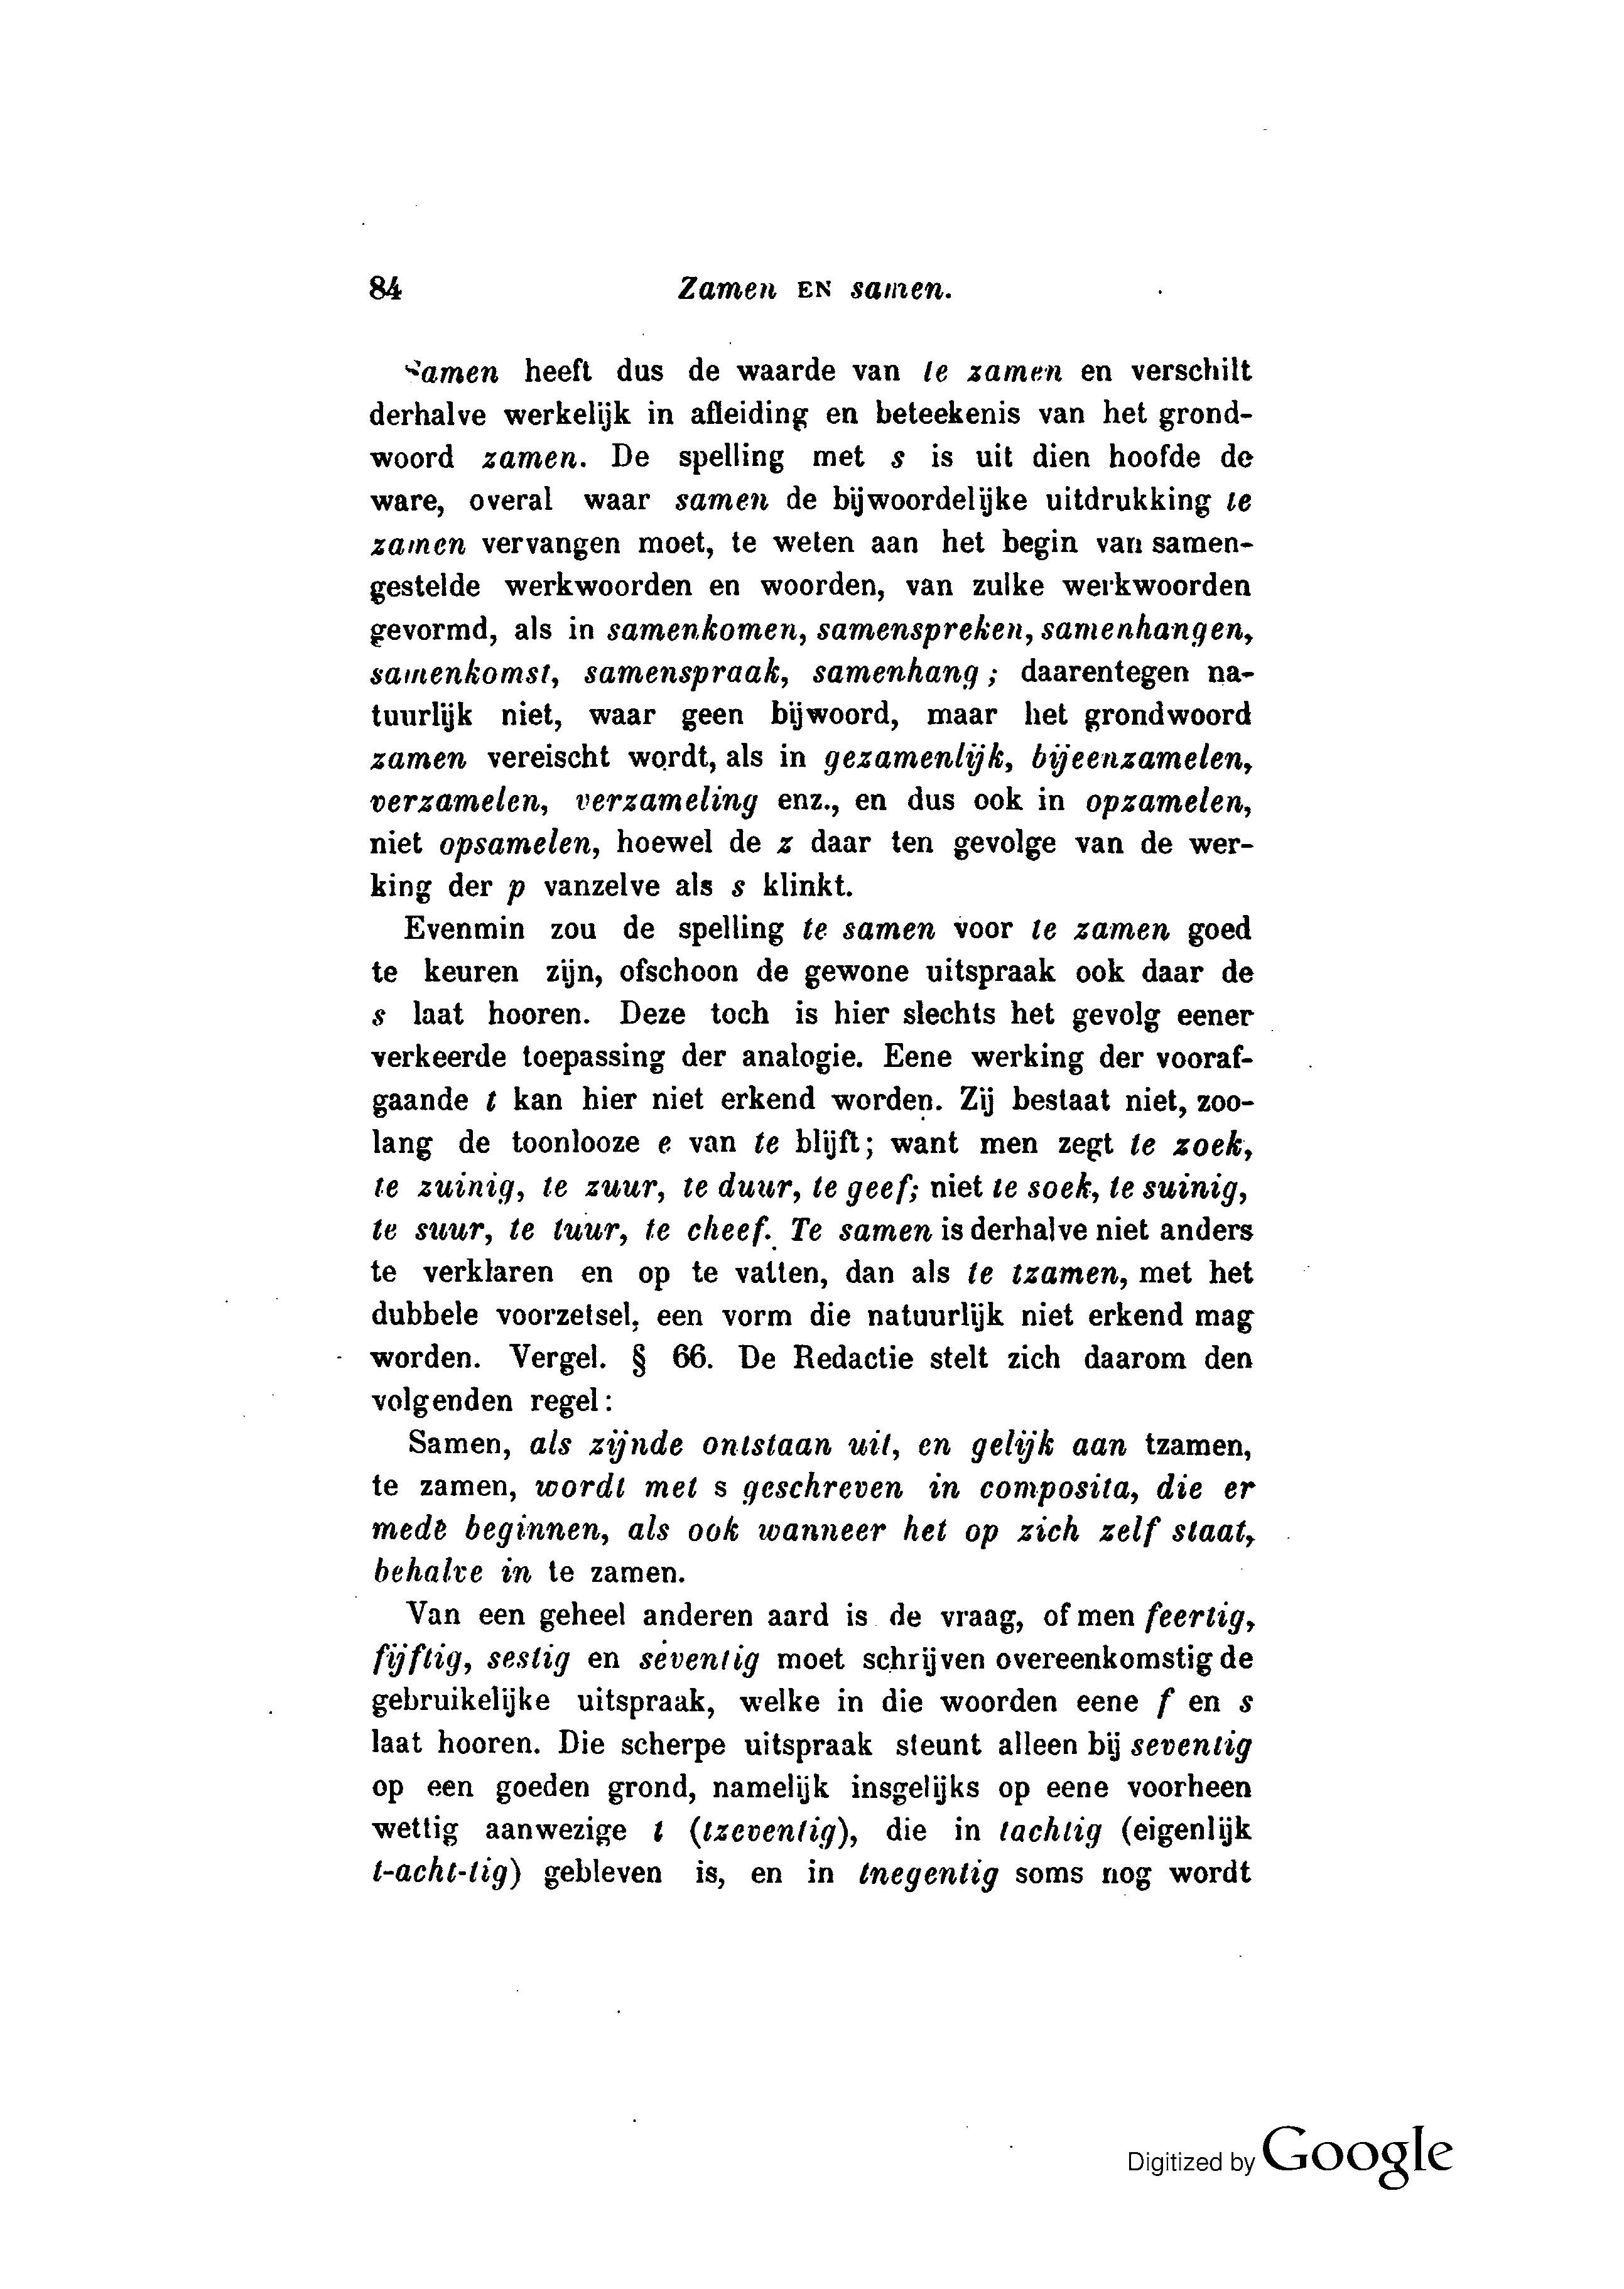 84 Zamen EN samen.
Samen heeft dus de waarde van te zamen en verschilt
derhalve werkelijk in afleiding en beteekenis van het grond-
woord zamen. De spelling met s is uit dien hoofde de
ware, overal waar samen de bijwoordelijke uitdrukking te
zamen vervangen moet, te weten aan het begin van samen-
gestelde werkwoorden en woorden, van zulke werkwoorden
gevormd, als in samenkomen, samenspreken, samenhangen,
samenkomst, samenspraak, samenhang; daarentegen na-
tuurlijk niet, waar geen bijwoord, maar het grondwoord
zamen vereischt wordt, als in gezamenlijk, bijeenzamelen,
verzamelen, verzameling enz., en dus ook in opzamelen,
niet opsamelen, hoewel de z daar ten gevolge van de wer-
king der p vanzelve als s klinkt.
Evenmin zou de spelling te samen voor te zamen goed
te keuren zijn, ofschoon de gewone uitspraak ook daar de
s laat hooren. Deze toch is hier slechts het gevolg eener
verkeerde toepassing der analogie. Eene werking der vooraf-
gaande t kan hier niet erkend worden. Zij bestaat niet, zoo-
lang de toonlooze e van te blijft; want men zegt te zoek,
te zuinig, te zuur, te duur, te geef; niet te soek, te suinig,
te suur, te tuur, te cheef. Te samen is derhalve niet anders
te verklaren en op te vatten, dan als te tzamen, met het
dubbele voorzetsel, een vorm die natuurlijk niet erkend mag
worden. Vergel. § 66. De Redactie stelt zich daarom den
volgenden regel:
Samen, als zijnde ontstaan uit, en gelijk aan tzamen,
te zamen, wordt met s geschreven in composita, die er
mede beginnen, als ook wanneer het op zich zelf staat,
behalve in te zamen.
Van een geheel anderen aard is de vraag, of men feertig,
fijftig, sestig en seventig moet schrijven overeenkomstig de
gebruikelijke uitspraak, welke in die woorden eene f en s
laat hooren. Die scherpe uitspraak steunt alleen bij seventig
op een goeden grond, namelijk insgelijks op eene voorheen
wettig aanwezige t (tzeventig), die in tachtig (eigenlijk
t-acht-tig) gebleven is, en in tnegentig soms nog wordt
Digitized by Google